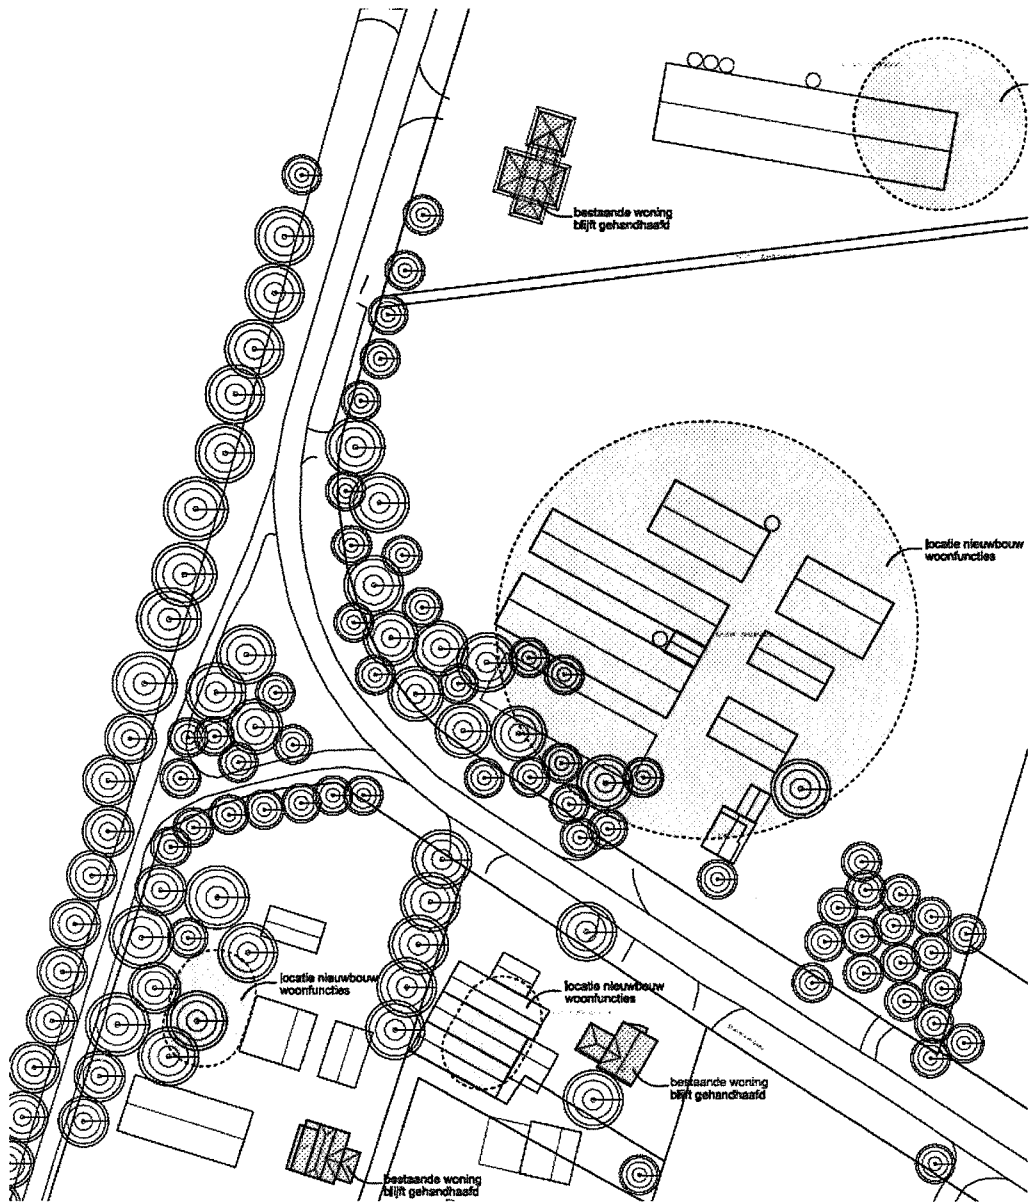 bestaande woning
blijft gehandhaafd
locatie nieuwbouw
woonfuncties
locatie nieuwbouw
woonfuncties
locatie nieuwbouw
woonfuncties
bestaande woning
blijft gehandhaafd
bestaande woning
blijft gehandhaafd